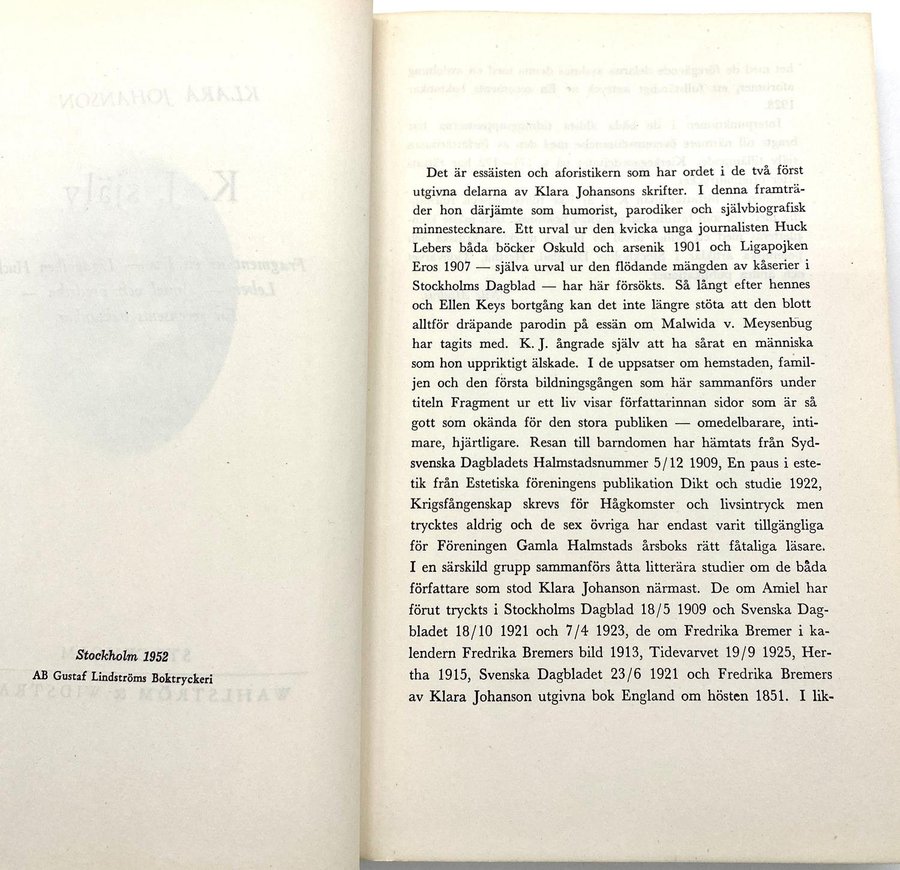 Stockholm 1952
AB Gustaf Lindströms Boktryckeri
Det är essäisten och aforistikern som har ordet i de två först
utgivna delarna av Klara Johansons skrifter. I denna framträ-
der hon därjämte som humorist, parodiker och självbiografisk
minnestecknare. Ett urval ur den kvicka unga journalisten Huck
Lebers båda böcker Oskuld och arsenik 1901 och Ligapojken
Eros 1907 — själva urval ur den flödande mängden av kåserier i
Stockholms Dagblad — har här försökts. Så långt efter hennes
och Ellen Keys bortgång kan det inte längre stöta att den blott
alltför dräpande parodin på essän om Malwida v. Meysenbug
har tagits med. K. J. ångrade själv att ha sårat en människa
som hon uppriktigt älskade. I de uppsatser om hemstaden, famil-
jen och den första bildningsgången som här sammanförs under
titeln Fragment ur ett liv visar författarinnan sidor som är så
gott som okända för den stora publiken — omedelbarare, inti-
mare, hjärtligare. Resan till barndomen har hämtats från Syd-
svenska Dagbladets Halmstadsnummer 5/12 1909, En paus i este-
tik från Estetiska föreningens publikation Dikt och studie 1922,
Krigsfångenskap skrevs för Hågkomster och livsintryck men
trycktes aldrig och de sex övriga har endast varit tillgängliga
för Föreningen Gamla Halmstads årsboks rätt fåtaliga läsare.
I en särskild grupp sammanförs åtta litterära studier om de båda
författare som stod Klara Johanson närmast. De om Amiel har
förut tryckts i Stockholms Dagblad 18/5 1909 och Svenska Dag-
bladet 18/10 1921 och 7/4 1923, de om Fredrika Bremer i ka-
lendern Fredrika Bremers bild 1913, Tidevarvet 19/9 1925, Her-
tha 1915, Svenska Dagbladet 23/6 1921 och Fredrika Bremers
av Klara Johanson utgivna bok England om hösten 1851. I lik-